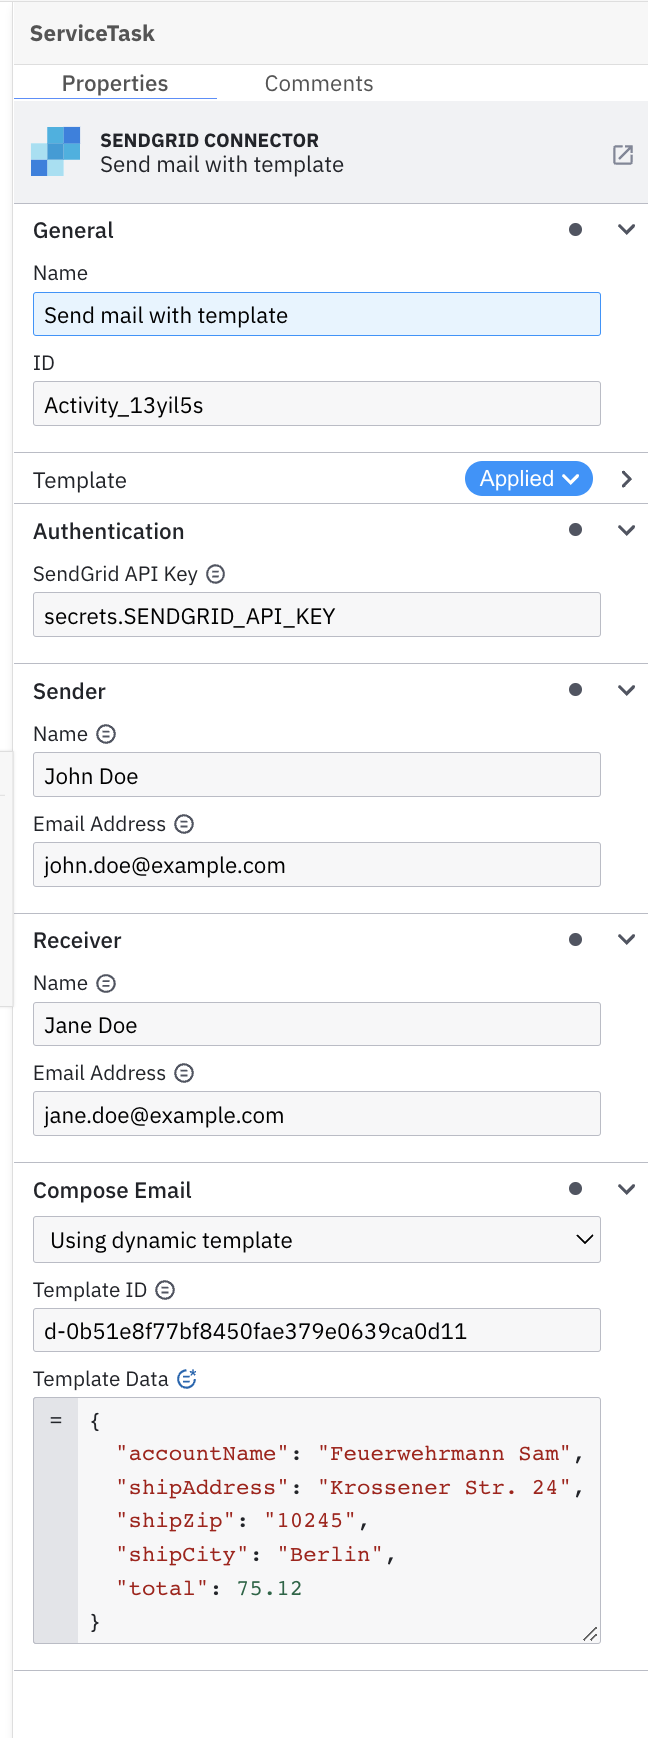 ServiceTask
Properties Comments
SENDGRID CONNECTOR
Send mail with template
General
Name
Send mail with template
ID
Activity_13yil5s
Template Applied
Authentication
SendGrid API Key
secrets.SENDGRID_API_KEY
Sender
Name
John Doe
Email Address
john.doe@example.com
Receiver
Name
Jane Doe
Email Address
jane.doe@example.com
Compose Email
Using dynamic template
Template ID
d-0b51e8f77bf8450fae379e0639ca0d11
Template Data
= {
"accountName": "Feuerwehrmann Sam",
"shipAddress": "Krossener Str. 24",
"shipZip": "10245",
"shipCity": "Berlin",
"total": 75.12
}